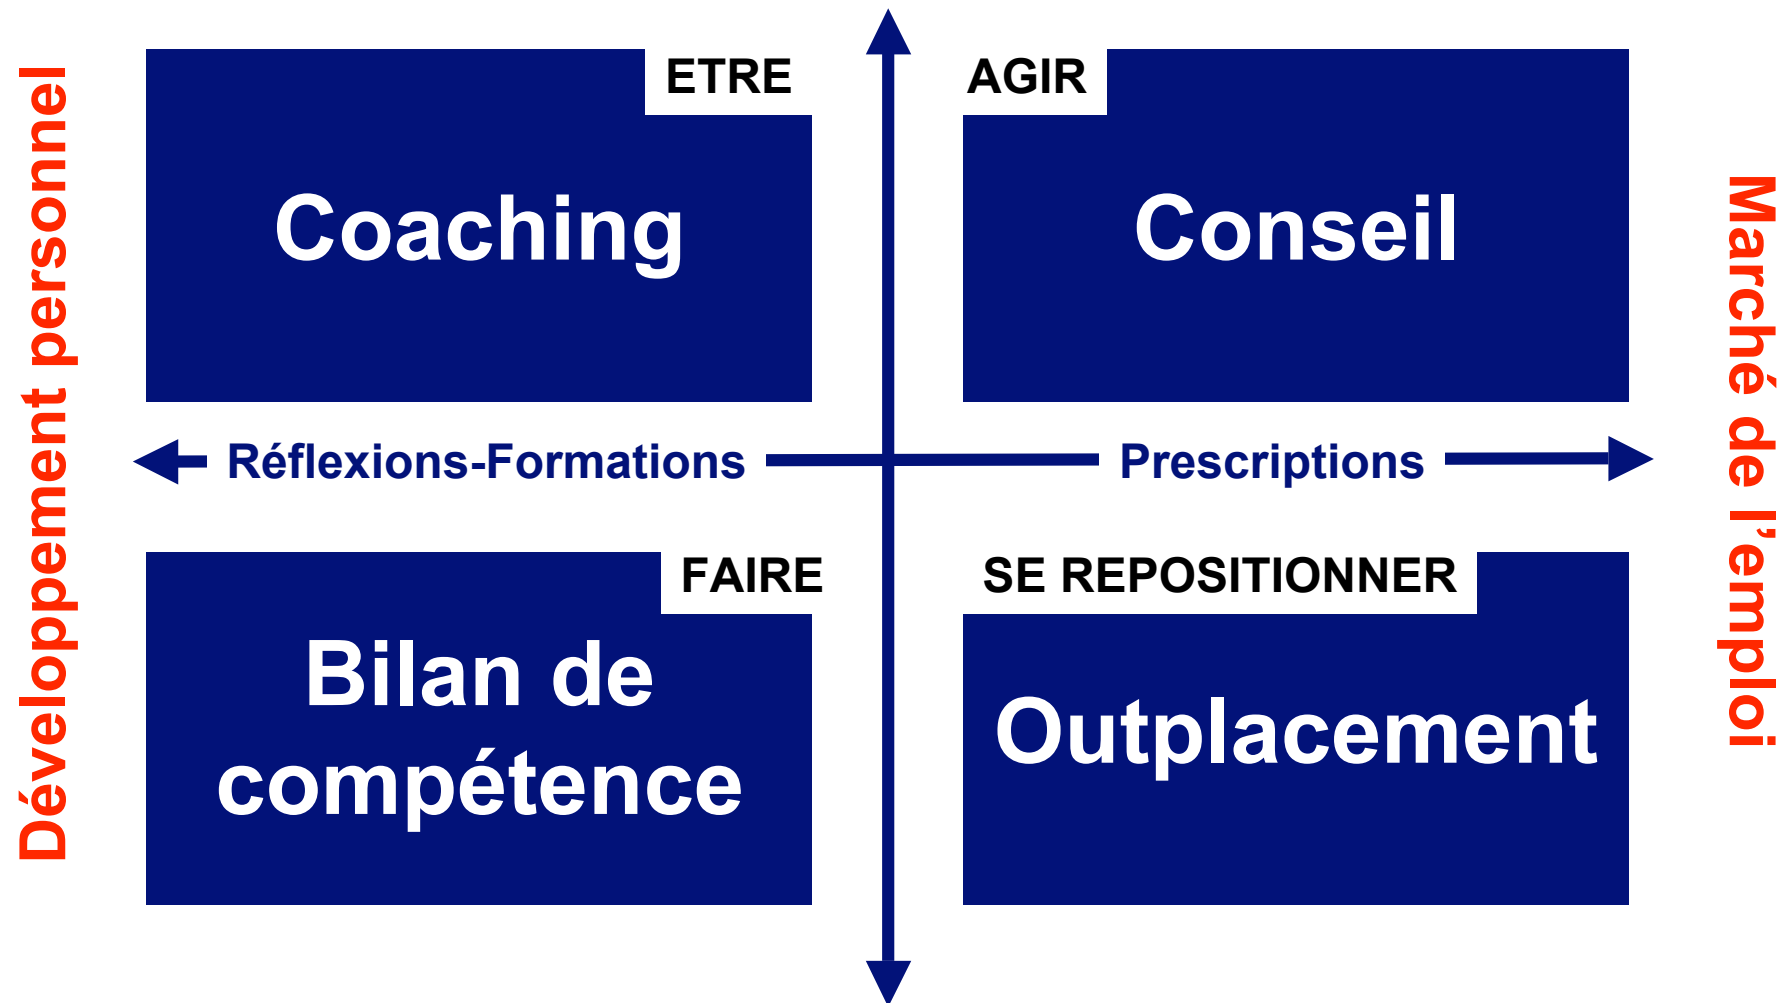 Développement personnel
ETRE
Coaching
AGIR
Conseil
Réflexions-Formations
Prescriptions
FAIRE
Bilan de
compétence
SE REPOSITIONNER
Outplacement
Marché de l’emploi